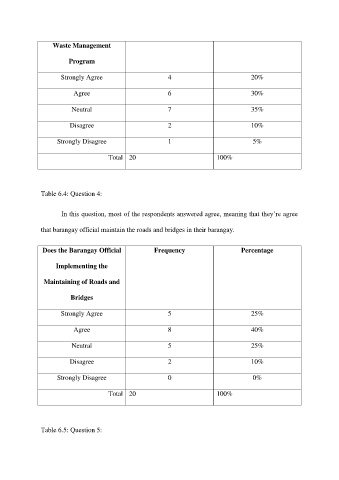 Waste Management
Program
Strongly Agree 4 20%
Agree 6 30%
Neutral 7 35%
Disagree 2 10%
Strongly Disagree 1 5%
Total 20 100%
Table 6.4: Question 4:
In this question, most of the respondents answered agree, meaning that they're agree
that barangay official maintain the roads and bridges in their barangay.
Does the Barangay Official Frequency Percentage
Implementing the
Maintaining of Roads and
Bridges
Strongly Agree 5 25%
Agree 8 40%
Neutral 5 25%
Disagree 2 10%
Strongly Disagree 0 0%
Total 20 100%
Table 6.5: Question 5: